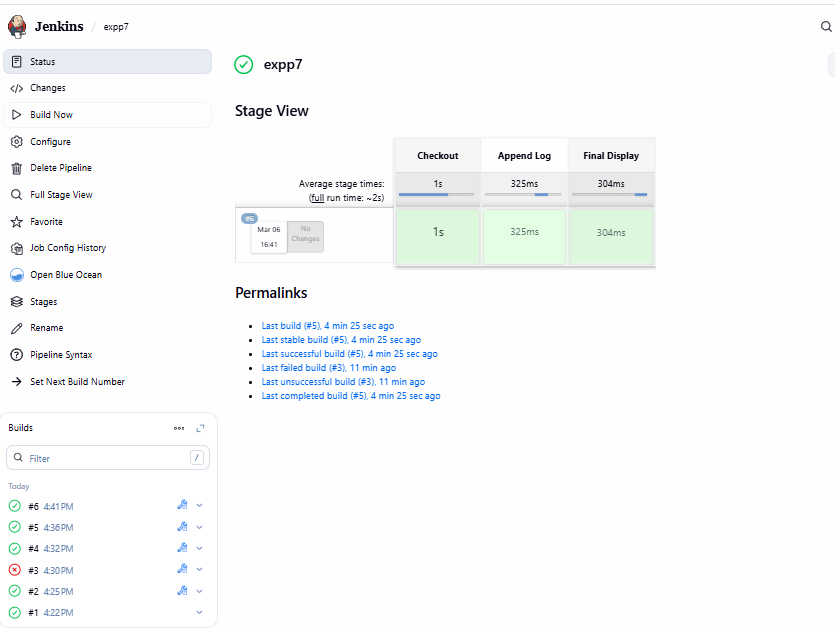 Jenkins / expp7
Status
Changes
Build Now
Configure
Delete Pipeline
Full Stage View
Favorite
Job Config History
Open Blue Ocean
Stages
Rename
Pipeline Syntax
Set Next Build Number
Builds
Filter /
Today
#6 4:41 PM
#5 4:36 PM
#4 4:32 PM
#3 4:30 PM
#2 4:25 PM
#1 4:22 PM
expp7
Stage View
Checkout Append Log Final Display
Average stage times: 1s 325ms 304ms
(full run time: ~2s)
#6
Mar 06 No
16:41 Changes
1s 325ms 304ms
Permalinks
Last build (#5), 4 min 25 sec ago
Last stable build (#5), 4 min 25 sec ago
Last successful build (#5), 4 min 25 sec ago
Last failed build (#3), 11 min ago
Last unsuccessful build (#3), 11 min ago
Last completed build (#5), 4 min 25 sec ago